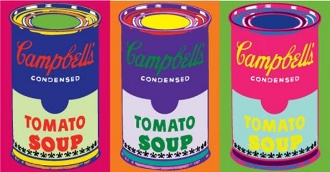 Campbell's
CONDENSED
TOMATO
SOUP
Campbell's
CONDENSED
TOMATO
SOUP
Campbell's
CONDENSED
TOMATO
SOUP